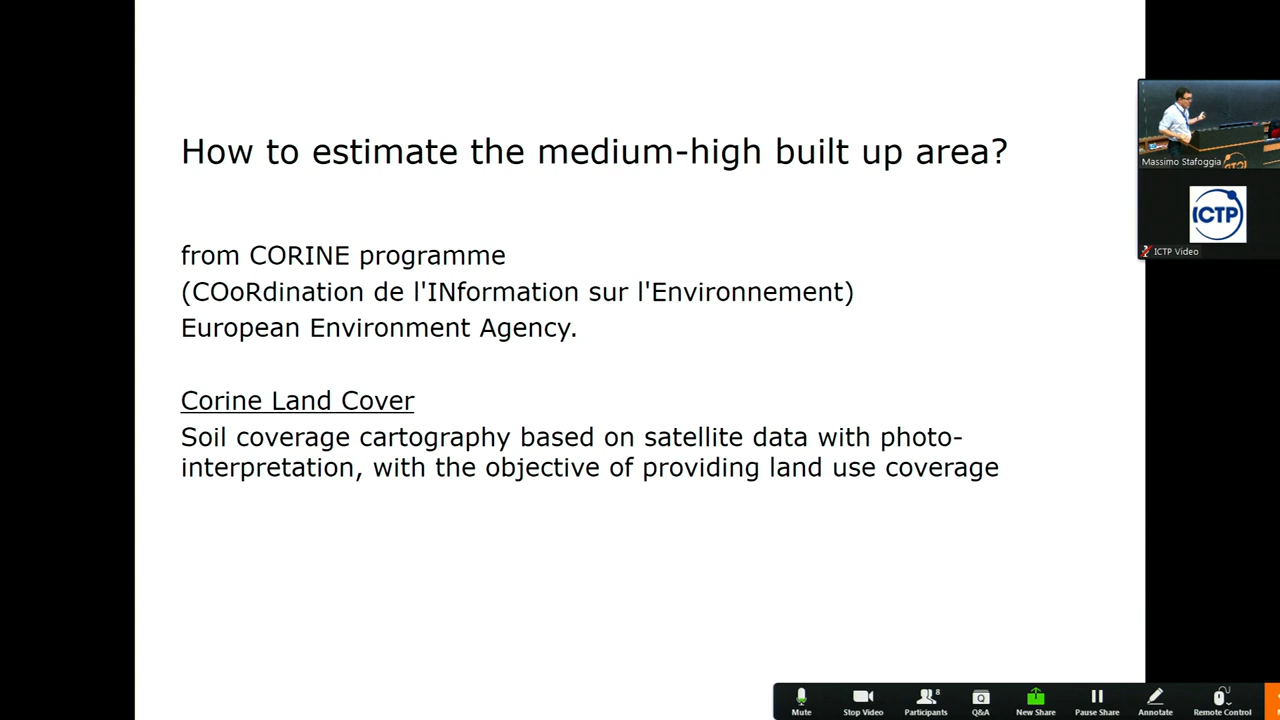 How to estimate the medium-high built up area?
from CORINE programme
(COoRdination de l'INformation sur l'Environnement)
European Environment Agency.
Corine Land Cover
Soil coverage cartography based on satellite data with photo-
interpretation, with the objective of providing land use coverage
Massimo Stafoggia
ICTP
ICTP Video
Mute
Stop Video
8
Participants
Q&A
New Share
Pause Share
Annotate
Remote Control